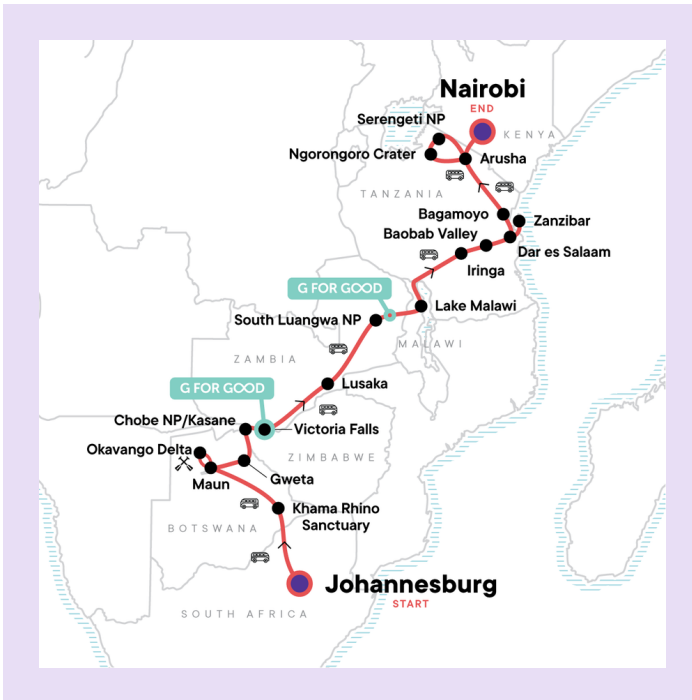 Nairobi
END
Serengeti NP
KENYA
Ngorongoro Crater
Arusha
TANZANIA
Bagamoyo
Zanzibar
Baobab Valley
Dar es Salaam
Iringa
G FOR GOOD
Lake Malawi
South Luangwa NP
MALAWI
ZAMBIA
G FOR GOOD
Lusaka
Chobe NP/Kasane
Victoria Falls
Okavango Delta
ZIMBABWE
Maun
Gweta
Khama Rhino
Sanctuary
BOTSWANA
Johannesburg
START
SOUTH AFRICA